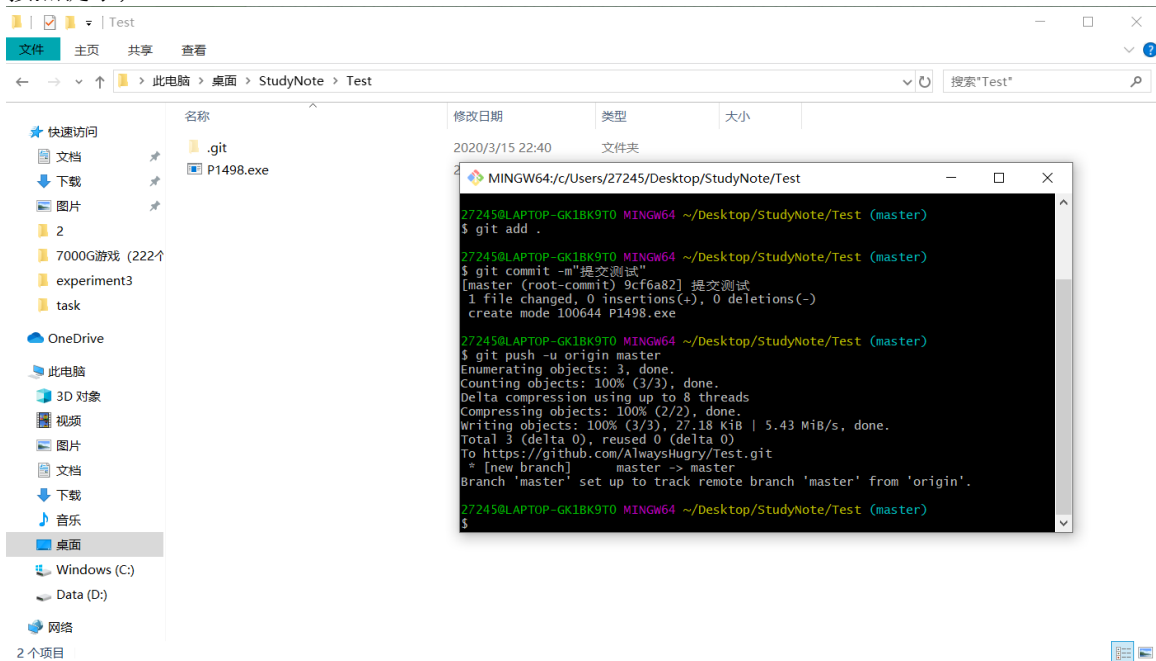 Test
文件 主页 共享 查看
此电脑 > 桌面 > StudyNote > Test
搜索"Test"
名称 修改日期 类型 大小
快速访问
文档
下载
图片
2
7000G游戏（222个
experiment3
task
OneDrive
此电脑
3D 对象
视频
图片
文档
下载
音乐
桌面
Windows (C:)
Data (D:)
网络
2 个项目
.git 2020/3/15 22:40 文件夹
P1498.exe
MINGW64:/c/Users/27245/Desktop/StudyNote/Test
27245@LAPTOP-GK1BK9TO MINGW64 ~/Desktop/StudyNote/Test (master)
$ git add .
27245@LAPTOP-GK1BK9TO MINGW64 ~/Desktop/StudyNote/Test (master)
$ git commit -m"提交测试"
[master (root-commit) 9cf6a82] 提交测试
1 file changed, 0 insertions(+), 0 deletions(-)
create mode 100644 P1498.exe
27245@LAPTOP-GK1BK9TO MINGW64 ~/Desktop/StudyNote/Test (master)
$ git push -u origin master
Enumerating objects: 3, done.
Counting objects: 100% (3/3), done.
Delta compression using up to 8 threads
Compressing objects: 100% (2/2), done.
Writing objects: 100% (3/3), 27.18 KiB | 5.43 MiB/s, done.
Total 3 (delta 0), reused 0 (delta 0)
To https://github.com/AlwaysHugry/Test.git
* [new branch] master -> master
Branch 'master' set up to track remote branch 'master' from 'origin'.
27245@LAPTOP-GK1BK9TO MINGW64 ~/Desktop/StudyNote/Test (master)
$